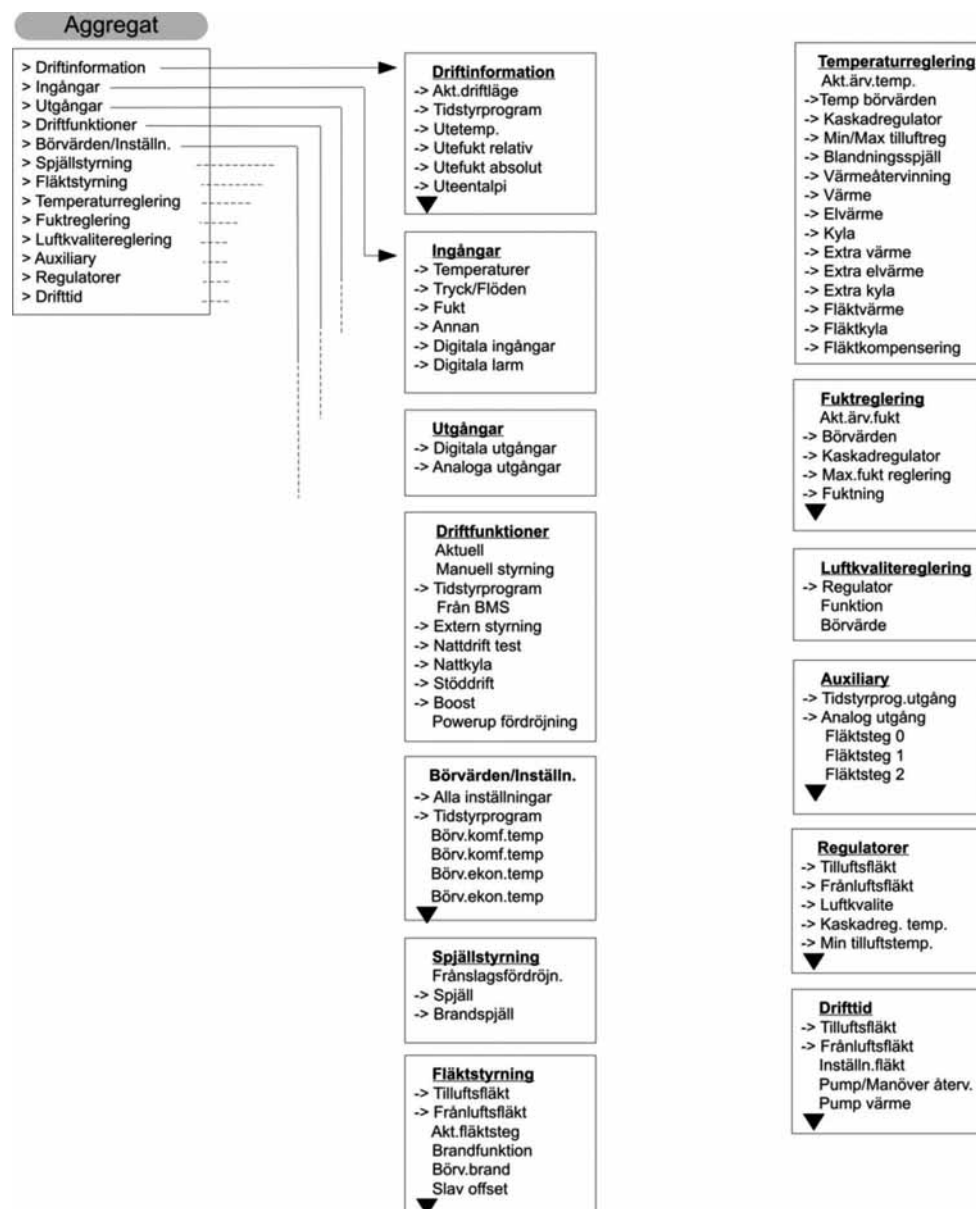 Aggregat
> Driftinformation
> Ingångar
> Utgångar
> Driftfunktioner
> Börvärden/Inställn.
> Spjällstyrning
> Fläktstyrning
> Temperaturreglering
> Fuktreglering
> Luftkvalitereglering
> Auxiliary
> Regulatorer
> Drifttid
Driftinformation
-> Akt.driftläge
-> Tidstyrprogram
-> Utetemp.
-> Utefukt relativ
-> Utefukt absolut
-> Uteentalpi
Ingångar
-> Temperaturer
-> Tryck/Flöden
-> Fukt
-> Annan
-> Digitala ingångar
-> Digitala larm
Utgångar
-> Digitala utgångar
-> Analoga utgångar
Driftfunktioner
Aktuell
Manuell styrning
-> Tidstyrprogram
Från BMS
-> Extern styrning
-> Nattdrift test
-> Nattkyla
-> Stöddrift
-> Boost
Powerup fördröjning
Börvärden/Inställn.
-> Alla inställningar
-> Tidstyrprogram
Börv.komf.temp
Börv.komf.temp
Börv.ekon.temp
Börv.ekon.temp
Spjällstyrning
Frånslagsfördröjn.
-> Spjäll
-> Brandspjäll
Fläktstyrning
-> Tilluftsfläkt
-> Frånluftsfläkt
Akt.fläktsteg
Brandfunktion
Börv.brand
Slav offset
Temperaturreglering
Akt.ärv.temp.
->Temp börvärden
-> Kaskadregulator
-> Min/Max tilluftreg
-> Blandningsspjäll
-> Värmeåtervinning
-> Värme
-> Elvärme
-> Kyla
-> Extra värme
-> Extra elvärme
-> Extra kyla
-> Fläktvärme
-> Fläktkyla
-> Fläktkompensering
Fuktreglering
Akt.ärv.fukt
-> Börvärden
-> Kaskadregulator
-> Max.fukt reglering
-> Fuktning
Luftkvalitereglering
-> Regulator
Funktion
Börvärde
Auxiliary
-> Tidstyrprog.utgång
-> Analog utgång
Fläktsteg 0
Fläktsteg 1
Fläktsteg 2
Regulatorer
-> Tilluftsfläkt
-> Frånluftsfläkt
-> Luftkvalite
-> Kaskadreg. temp.
-> Min tilluftstemp.
Drifttid
-> Tilluftsfläkt
-> Frånluftsfläkt
Inställn.fläkt
Pump/Manöver återv.
Pump värme